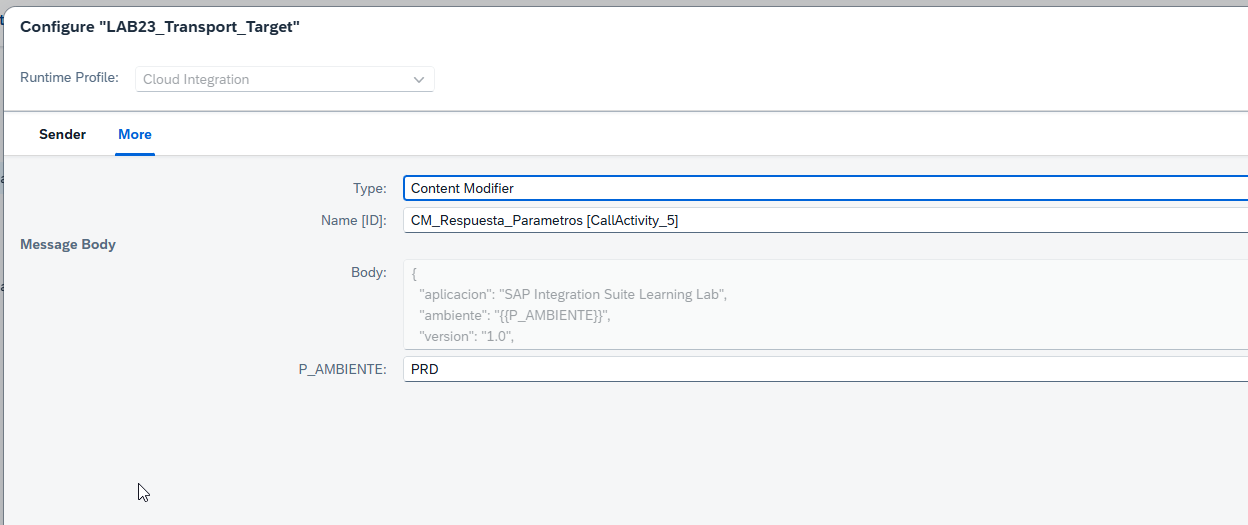 Configure "LAB23_Transport_Target"
Runtime Profile: Cloud Integration
Sender More
Type: Content Modifier
Name [ID]: CM_Respuesta_Parametros [CallActivity_5]
Message Body
Body: {
"aplicacion": "SAP Integration Suite Learning Lab",
"ambiente": "{{P_AMBIENTE}}",
"version": "1.0",
P_AMBIENTE: PRD